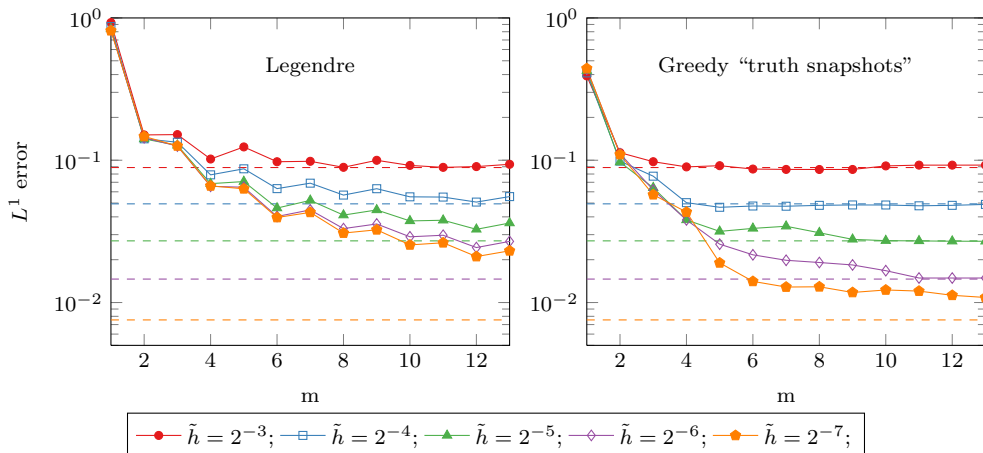 Legendre
Greedy “truth snapshots”
L^1 error
10^0
10^{-1}
10^{-2}
2 4 6 8 10 12
m
10^0
10^{-1}
10^{-2}
2 4 6 8 10 12
m
h̃ = 2^{-3}; h̃ = 2^{-4}; h̃ = 2^{-5}; h̃ = 2^{-6}; h̃ = 2^{-7};